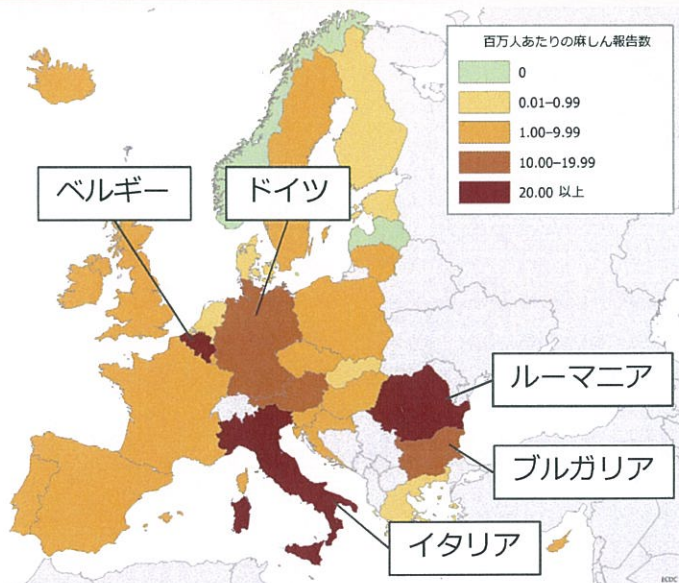 百万人あたりの麻しん報告数
0
0.01–0.99
1.00–9.99
10.00–19.99
20.00 以上
ベルギー
ドイツ
ルーマニア
ブルガリア
イタリア
ECDC